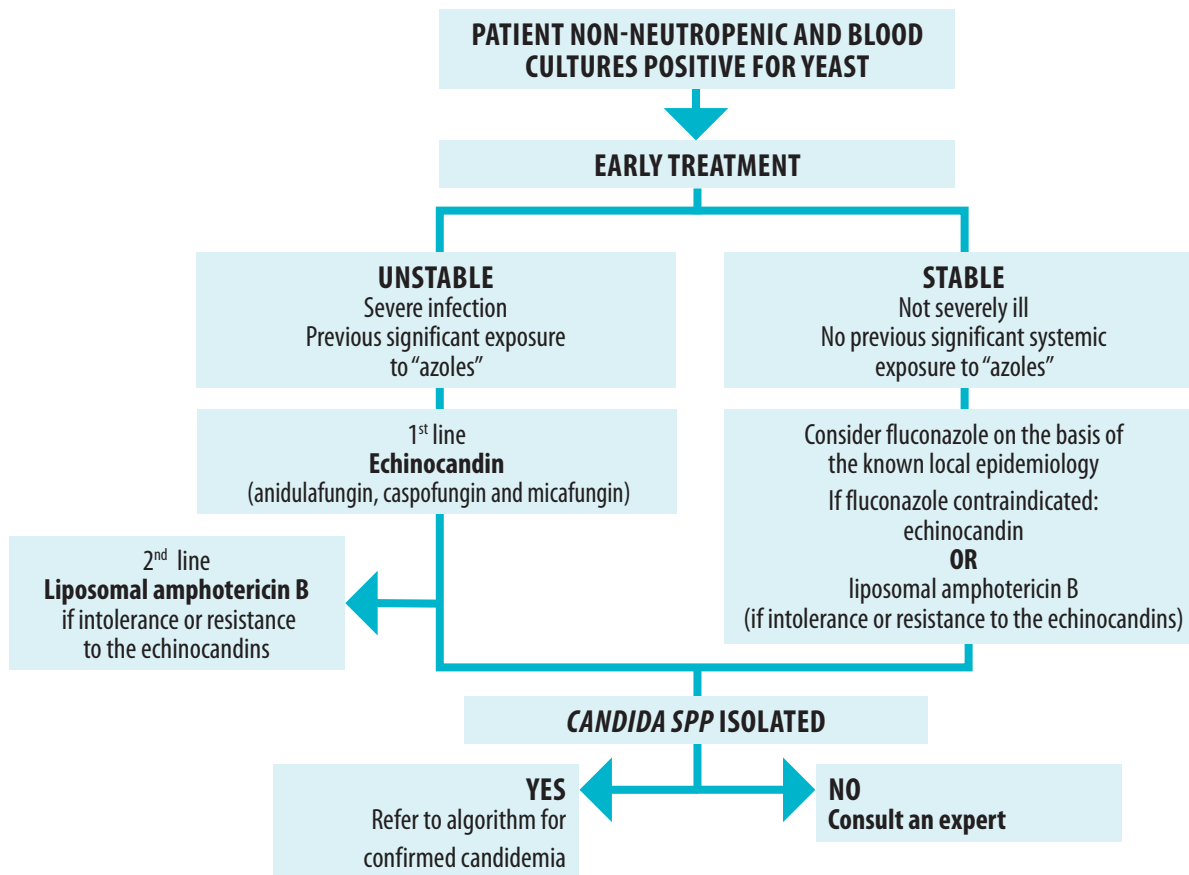 PATIENT NON-NEUTROPENIC AND BLOOD
CULTURES POSITIVE FOR YEAST
EARLY TREATMENT
UNSTABLE
Severe infection
Previous significant exposure
to “azoles”
STABLE
Not severely ill
No previous significant systemic
exposure to “azoles”
1st line
Echinocandin
(anidulafungin, caspofungin and micafungin)
Consider fluconazole on the basis of
the known local epidemiology
If fluconazole contraindicated:
echinocandin
OR
liposomal amphotericin B
(if intolerance or resistance to the echinocandins)
2nd line
Liposomal amphotericin B
if intolerance or resistance
to the echinocandins
CANDIDA SPP ISOLATED
YES
Refer to algorithm for
confirmed candidemia
NO
Consult an expert